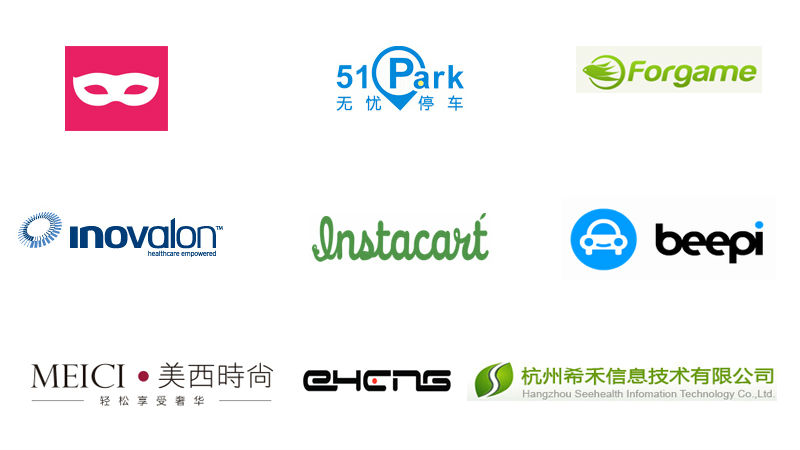 51Park
无忧停车
Forgame
inovalon™
healthcare empowered
Instacart
beepi
MEICI • 美西時尚
轻松享受奢华
杭州希禾信息技术有限公司
Hangzhou Seehealth Infomation Technology Co.,Ltd.